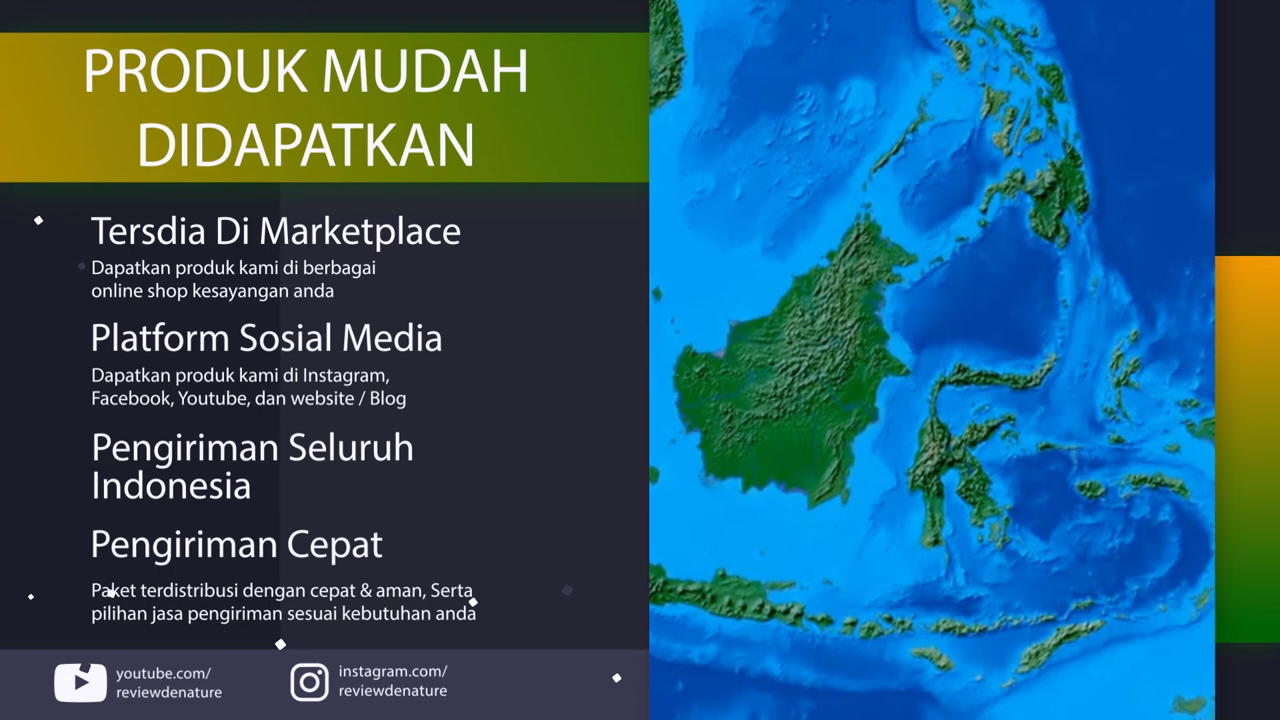 PRODUK MUDAH
DIDAPATKAN
Tersdia Di Marketplace
Dapatkan produk kami di berbagai
online shop kesayangan anda
Platform Sosial Media
Dapatkan produk kami di Instagram,
Facebook, Youtube, dan website / Blog
Pengiriman Seluruh
Indonesia
Pengiriman Cepat
Paket terdistribusi dengan cepat & aman, Serta
pilihan jasa pengiriman sesuai kebutuhan anda
youtube.com/
reviewdenature
instagram.com/
reviewdenature